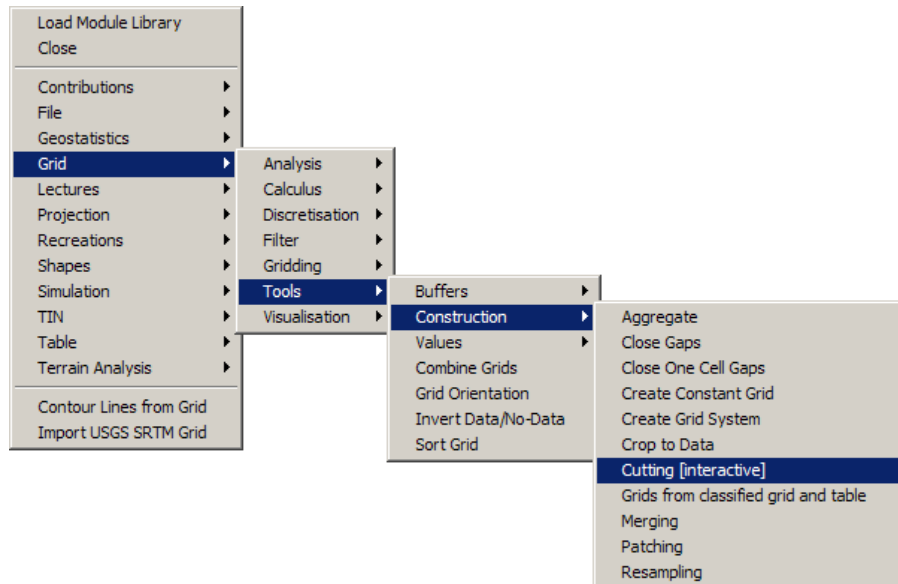 Load Module Library
Close
Contributions
File
Geostatistics
Grid
Lectures
Projection
Recreations
Shapes
Simulation
TIN
Table
Terrain Analysis
Contour Lines from Grid
Import USGS SRTM Grid
Analysis
Calculus
Discretisation
Filter
Gridding
Tools
Visualisation
Buffers
Construction
Values
Combine Grids
Grid Orientation
Invert Data/No-Data
Sort Grid
Aggregate
Close Gaps
Close One Cell Gaps
Create Constant Grid
Create Grid System
Crop to Data
Cutting [interactive]
Grids from classified grid and table
Merging
Patching
Resampling